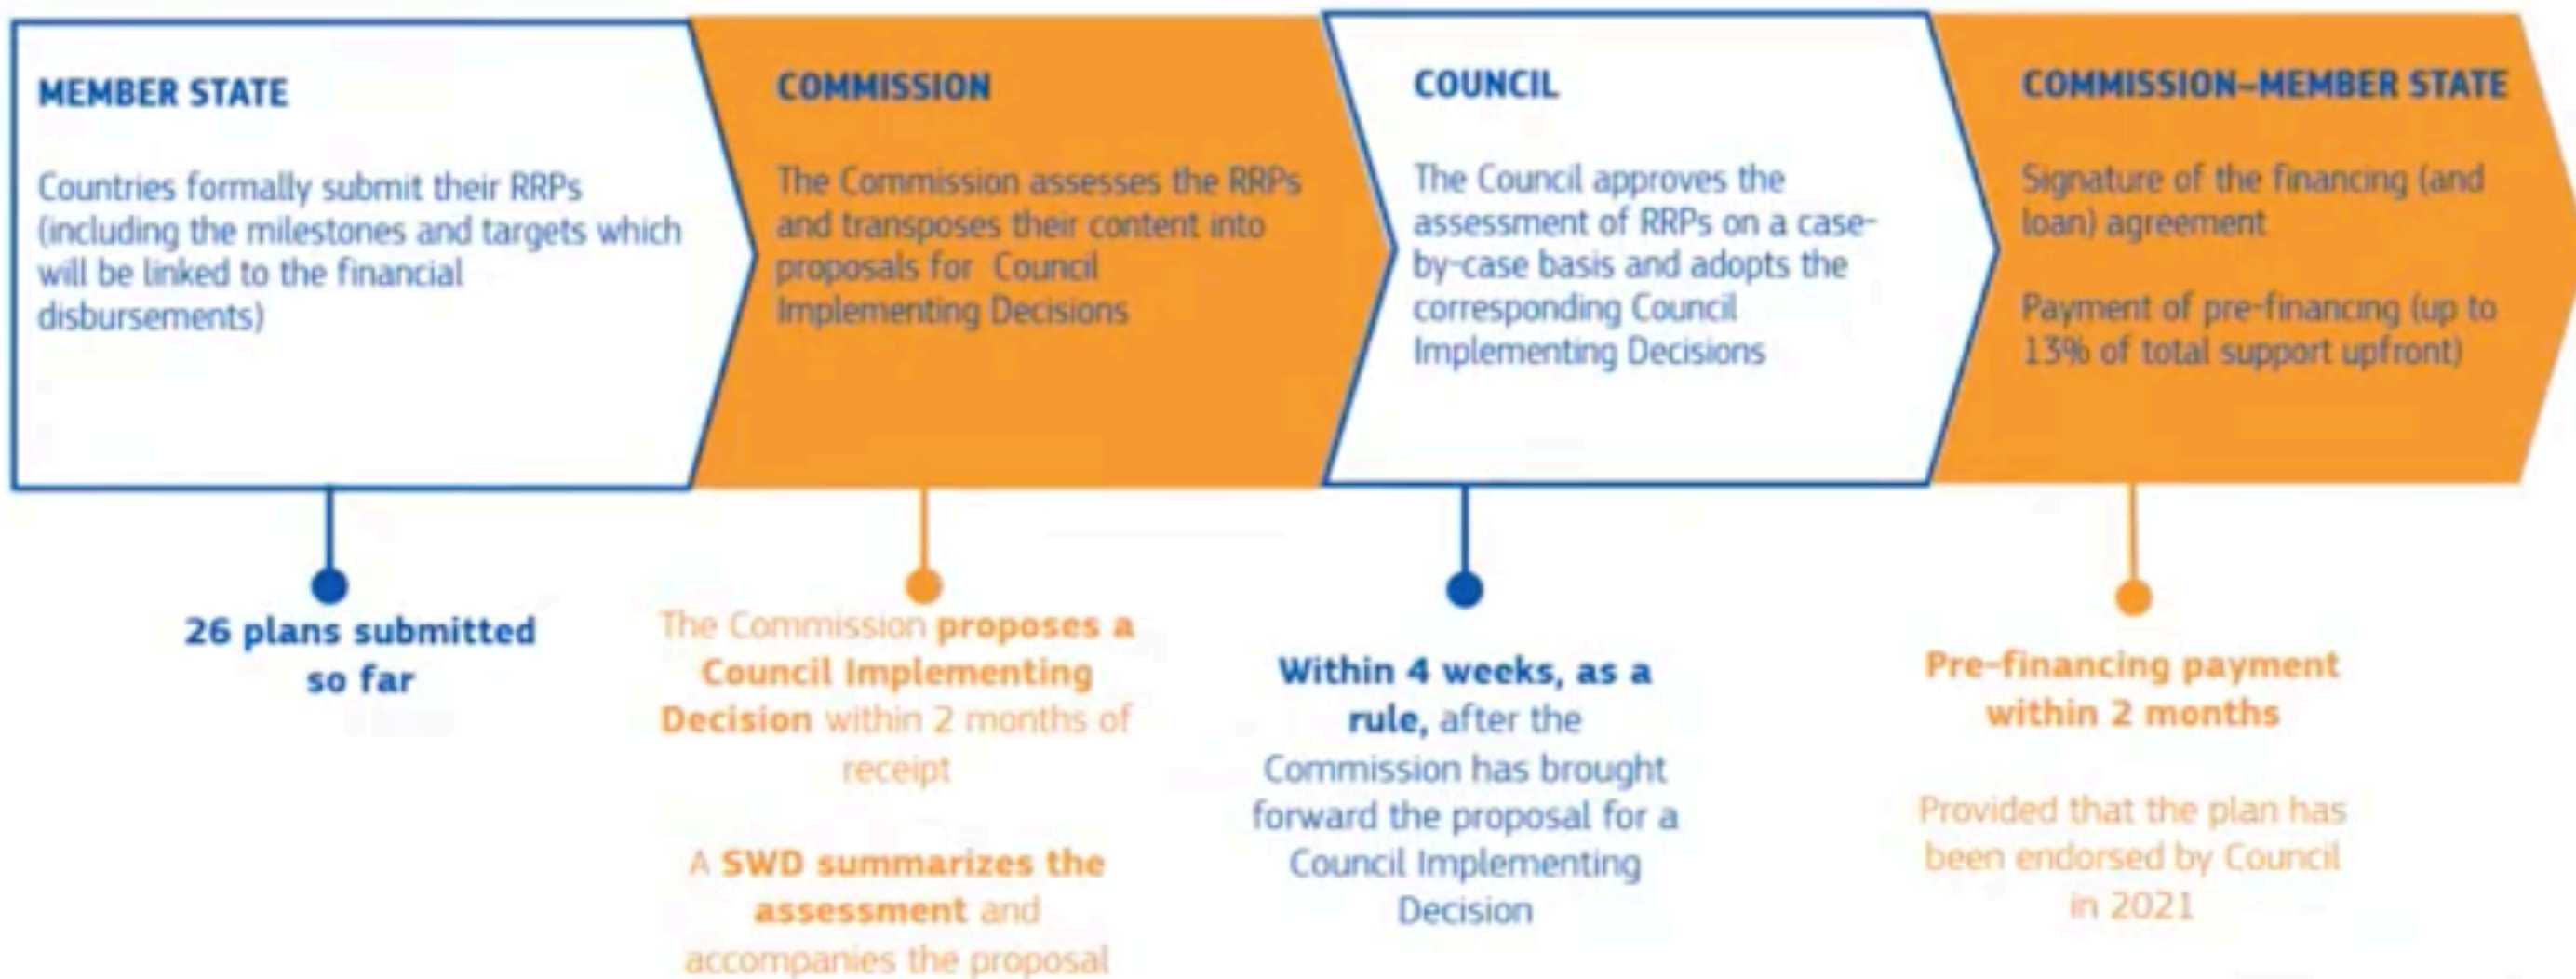 MEMBER STATE
Countries formally submit their RRPs
(including the milestones and targets which
will be linked to the financial
disbursements)
COMMISSION
The Commission assesses the RRPs
and transposes their content into
proposals for Council
Implementing Decisions
COUNCIL
The Council approves the
assessment of RRPs on a case-
by-case basis and adopts the
corresponding Council
Implementing Decisions
COMMISSION–MEMBER STATE
Signature of the financing (and
loan) agreement
Payment of pre-financing (up to
13% of total support upfront)
26 plans submitted
so far
The Commission proposes a
Council Implementing
Decision within 2 months of
receipt
A SWD summarizes the
assessment and
accompanies the proposal
Within 4 weeks, as a
rule, after the
Commission has brought
forward the proposal for a
Council Implementing
Decision
Pre-financing payment
within 2 months
Provided that the plan has
been endorsed by Council
in 2021